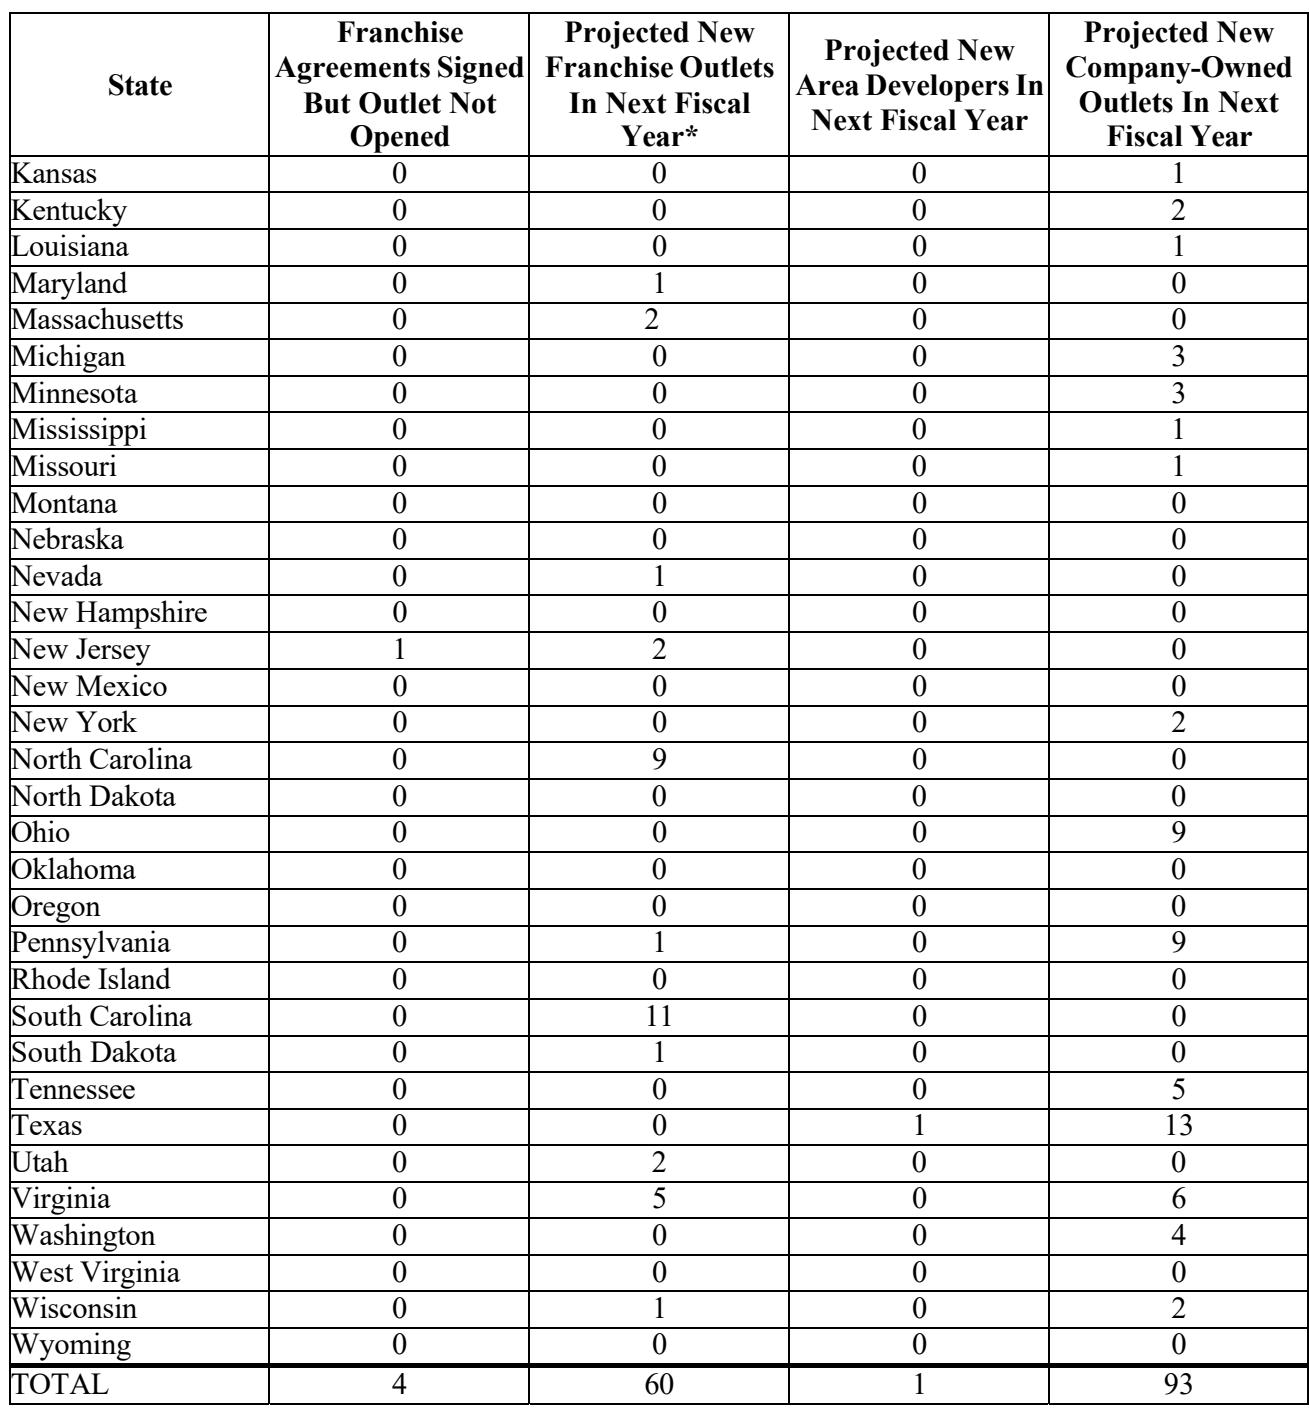 State | Franchise Agreements Signed But Outlet Not Opened | Projected New Franchise Outlets In Next Fiscal Year* | Projected New Area Developers In Next Fiscal Year | Projected New Company-Owned Outlets In Next Fiscal Year
Kansas 0 0 0 1
Kentucky 0 0 0 2
Louisiana 0 0 0 1
Maryland 0 1 0 0
Massachusetts 0 2 0 0
Michigan 0 0 0 3
Minnesota 0 0 0 3
Mississippi 0 0 0 1
Missouri 0 0 0 1
Montana 0 0 0 0
Nebraska 0 0 0 0
Nevada 0 1 0 0
New Hampshire 0 0 0 0
New Jersey 1 2 0 0
New Mexico 0 0 0 0
New York 0 0 0 2
North Carolina 0 9 0 0
North Dakota 0 0 0 0
Ohio 0 0 0 9
Oklahoma 0 0 0 0
Oregon 0 0 0 0
Pennsylvania 0 1 0 9
Rhode Island 0 0 0 0
South Carolina 0 11 0 0
South Dakota 0 1 0 0
Tennessee 0 0 0 5
Texas 0 0 1 13
Utah 0 2 0 0
Virginia 0 5 0 6
Washington 0 0 0 4
West Virginia 0 0 0 0
Wisconsin 0 1 0 2
Wyoming 0 0 0 0
TOTAL 4 60 1 93